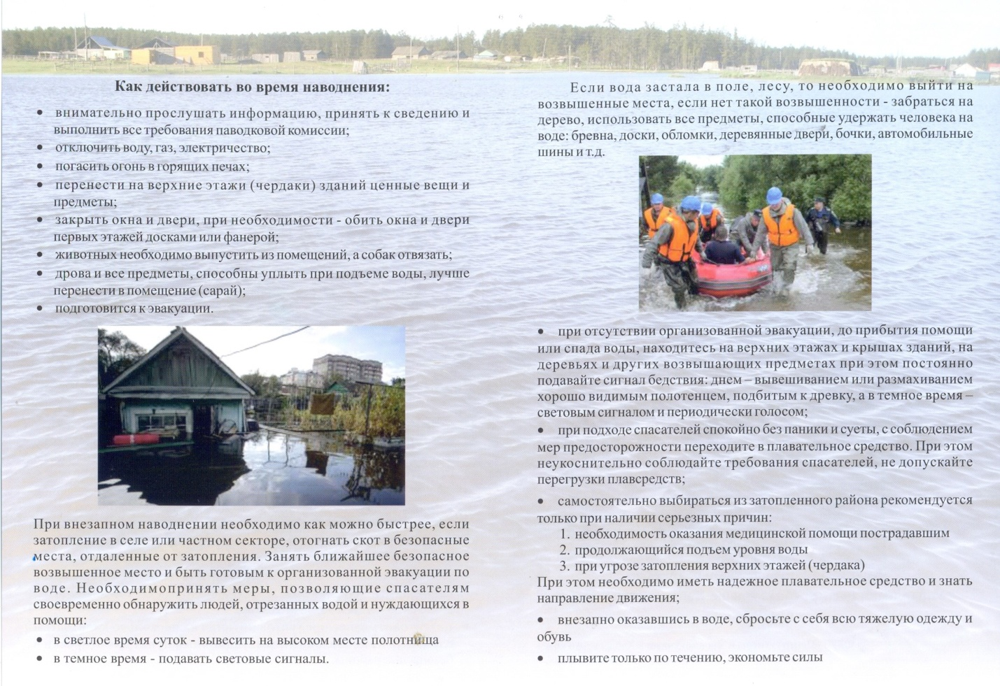 Как действовать во время наводнения:
• внимательно прослушать информацию, принять к сведению и
выполнить все требования паводковой комиссии;
• отключить воду, газ, электричество;
• погасить огонь в горящих печах;
• перенести на верхние этажи (чердаки) зданий ценные вещи и
предметы;
• закрыть окна и двери, при необходимости - обить окна и двери
первых этажей досками или фанерой;
• животных необходимо выпустить из помещений, а собак отвязать;
• дрова и все предметы, способны уплыть при подъеме воды, лучше
перенести в помещение (сарай);
• подготовится к эвакуации.
При внезапном наводнении необходимо как можно быстрее, если
затопление в селе или частном секторе, отогнать скот в безопасные
места, отдаленные от затопления. Занять ближайшее безопасное
возвышенное место и быть готовым к организованной эвакуации по
воде. Необходимопринять меры, позволяющие спасателям
своевременно обнаружить людей, отрезанных водой и нуждающихся в
помощи:
• в светлое время суток - вывесить на высоком месте полотнища
• в темное время - подавать световые сигналы.
Если вода застала в поле, лесу, то необходимо выйти на
возвышенные места, если нет такой возвышенности - забраться на
дерево, использовать все предметы, способные удержать человека на
воде: бревна, доски, обломки, деревянные двери, бочки, автомобильные
шины и т.д.
• при отсутствии организованной эвакуации, до прибытия помощи
или спада воды, находитесь на верхних этажах и крышах зданий, на
деревьях и других возвышающих предметах при этом постоянно
подавайте сигнал бедствия: днем – вывешиванием или размахиванием
хорошо видимым полотенцем, подбитым к древку, а в темное время –
световым сигналом и периодически голосом;
• при подходе спасателей спокойно без паники и суеты, с соблюдением
мер предосторожности переходите в плавательное средство. При этом
неукоснительно соблюдайте требования спасателей, не допускайте
перегрузки плавсредств;
• самостоятельно выбираться из затопленного района рекомендуется
только при наличии серьезных причин:
1. необходимость оказания медицинской помощи пострадавшим
2. продолжающийся подъем уровня воды
3. при угрозе затопления верхних этажей (чердака)
При этом необходимо иметь надежное плавательное средство и знать
направление движения;
• внезапно оказавшись в воде, сбросьте с себя всю тяжелую одежду и
обувь
• плывите только по течению, экономьте силы